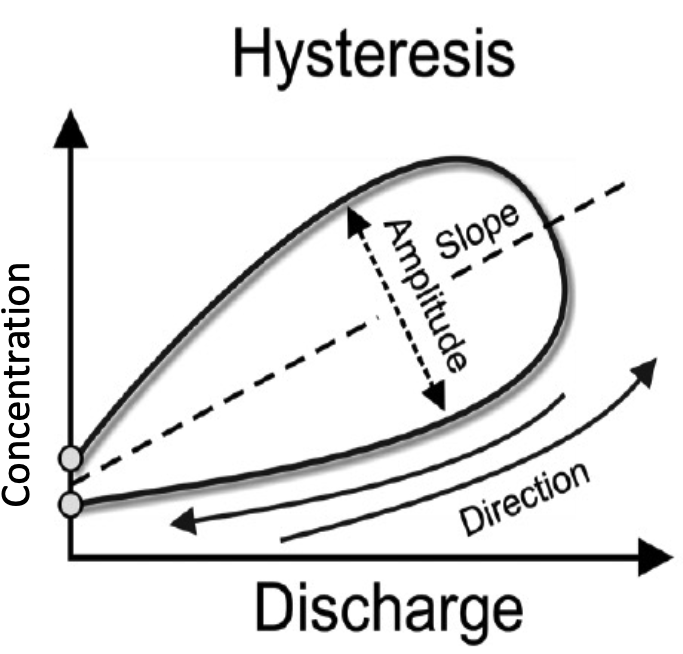 Hysteresis
Concentration
Amplitude
Slope
Direction
Discharge